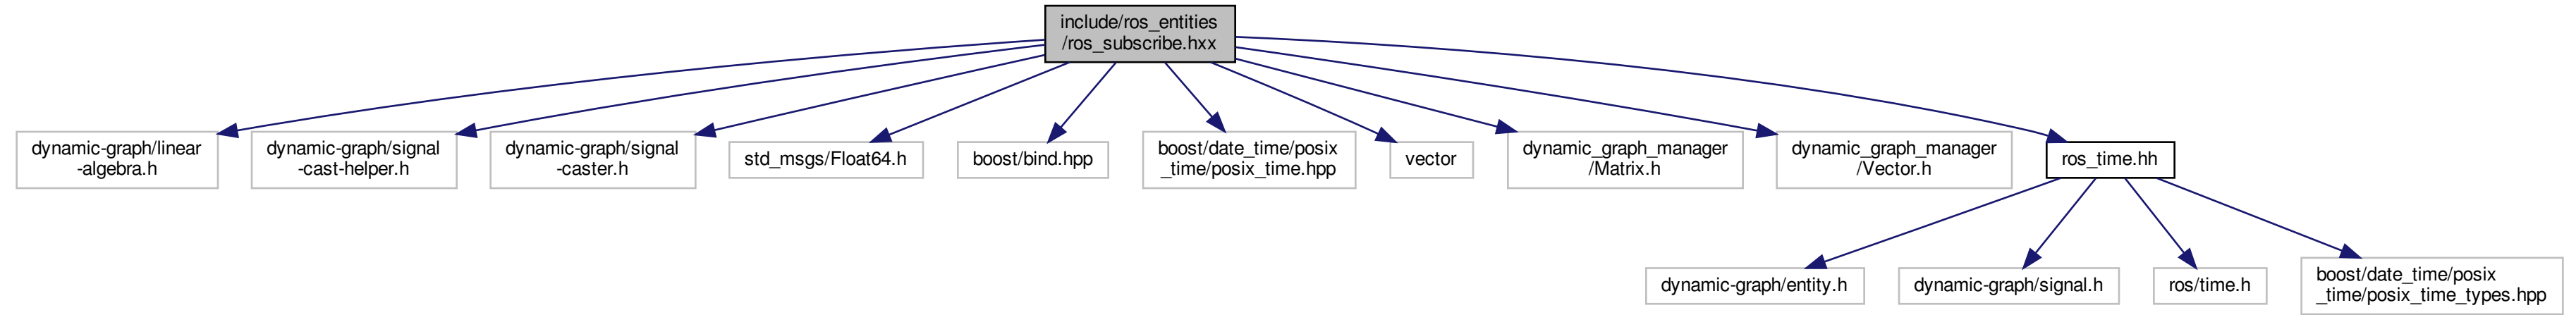 include/ros_entities
/ros_subscribe.hxx
dynamic-graph/linear
-algebra.h
dynamic-graph/signal
-cast-helper.h
dynamic-graph/signal
-caster.h
std_msgs/Float64.h
boost/bind.hpp
boost/date_time/posix
_time/posix_time.hpp
vector
dynamic_graph_manager
/Matrix.h
dynamic_graph_manager
/Vector.h
ros_time.hh
dynamic-graph/entity.h
dynamic-graph/signal.h
ros/time.h
boost/date_time/posix
_time/posix_time_types.hpp